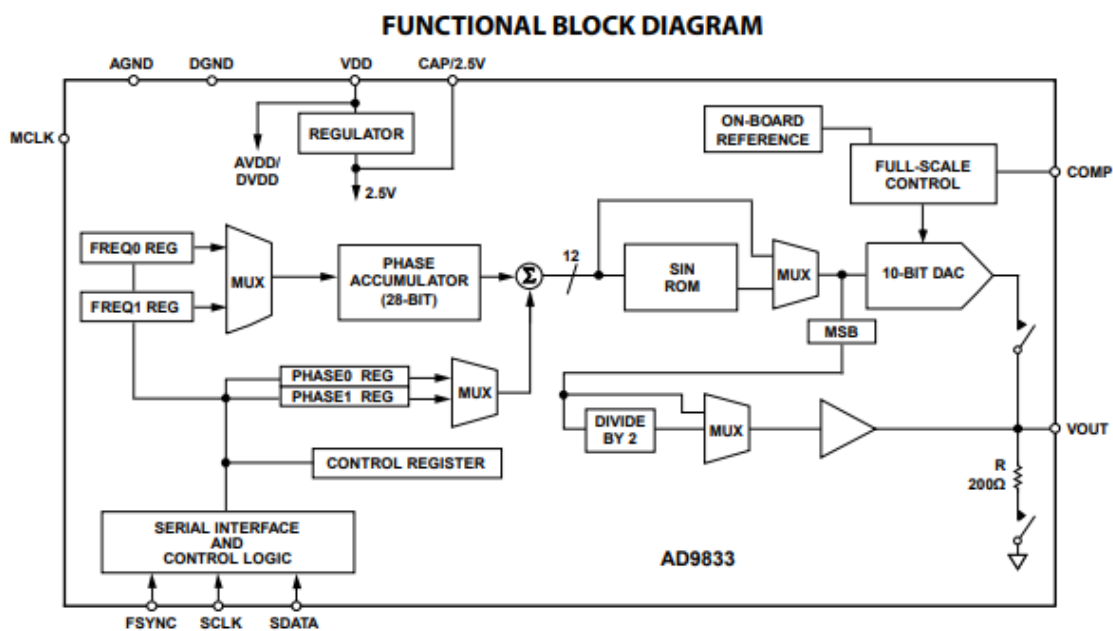 FUNCTIONAL BLOCK DIAGRAM
AGND
DGND
VDD
CAP/2.5V
MCLK
REGULATOR
AVDD/
DVDD
2.5V
ON-BOARD
REFERENCE
FULL-SCALE
CONTROL
COMP
FREQ0 REG
FREQ1 REG
MUX
PHASE
ACCUMULATOR
(28-BIT)
Σ
12
SIN
ROM
MUX
10-BIT DAC
MSB
PHASE0 REG
PHASE1 REG
MUX
DIVIDE
BY 2
MUX
VOUT
R
200Ω
CONTROL REGISTER
SERIAL INTERFACE
AND
CONTROL LOGIC
AD9833
FSYNC
SCLK
SDATA